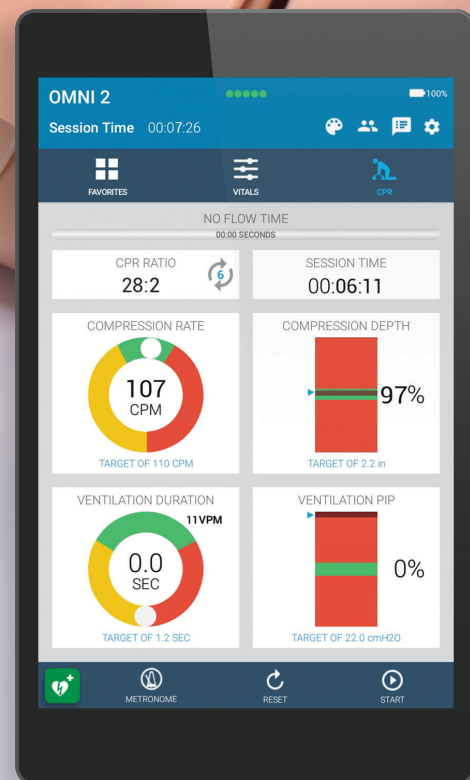 OMNI 2
100%
Session Time 00:07:26
FAVORITES
VITALS
CPR
NO FLOW TIME
00:00 SECONDS
CPR RATIO
28:2
6
SESSION TIME
00:06:11
COMPRESSION RATE
107
CPM
TARGET OF 110 CPM
COMPRESSION DEPTH
97%
TARGET OF 2.2 in
VENTILATION DURATION
11VPM
0.0
SEC
TARGET OF 1.2 SEC
VENTILATION PIP
0%
TARGET OF 22.0 cmH2O
METRONOME
RESET
START